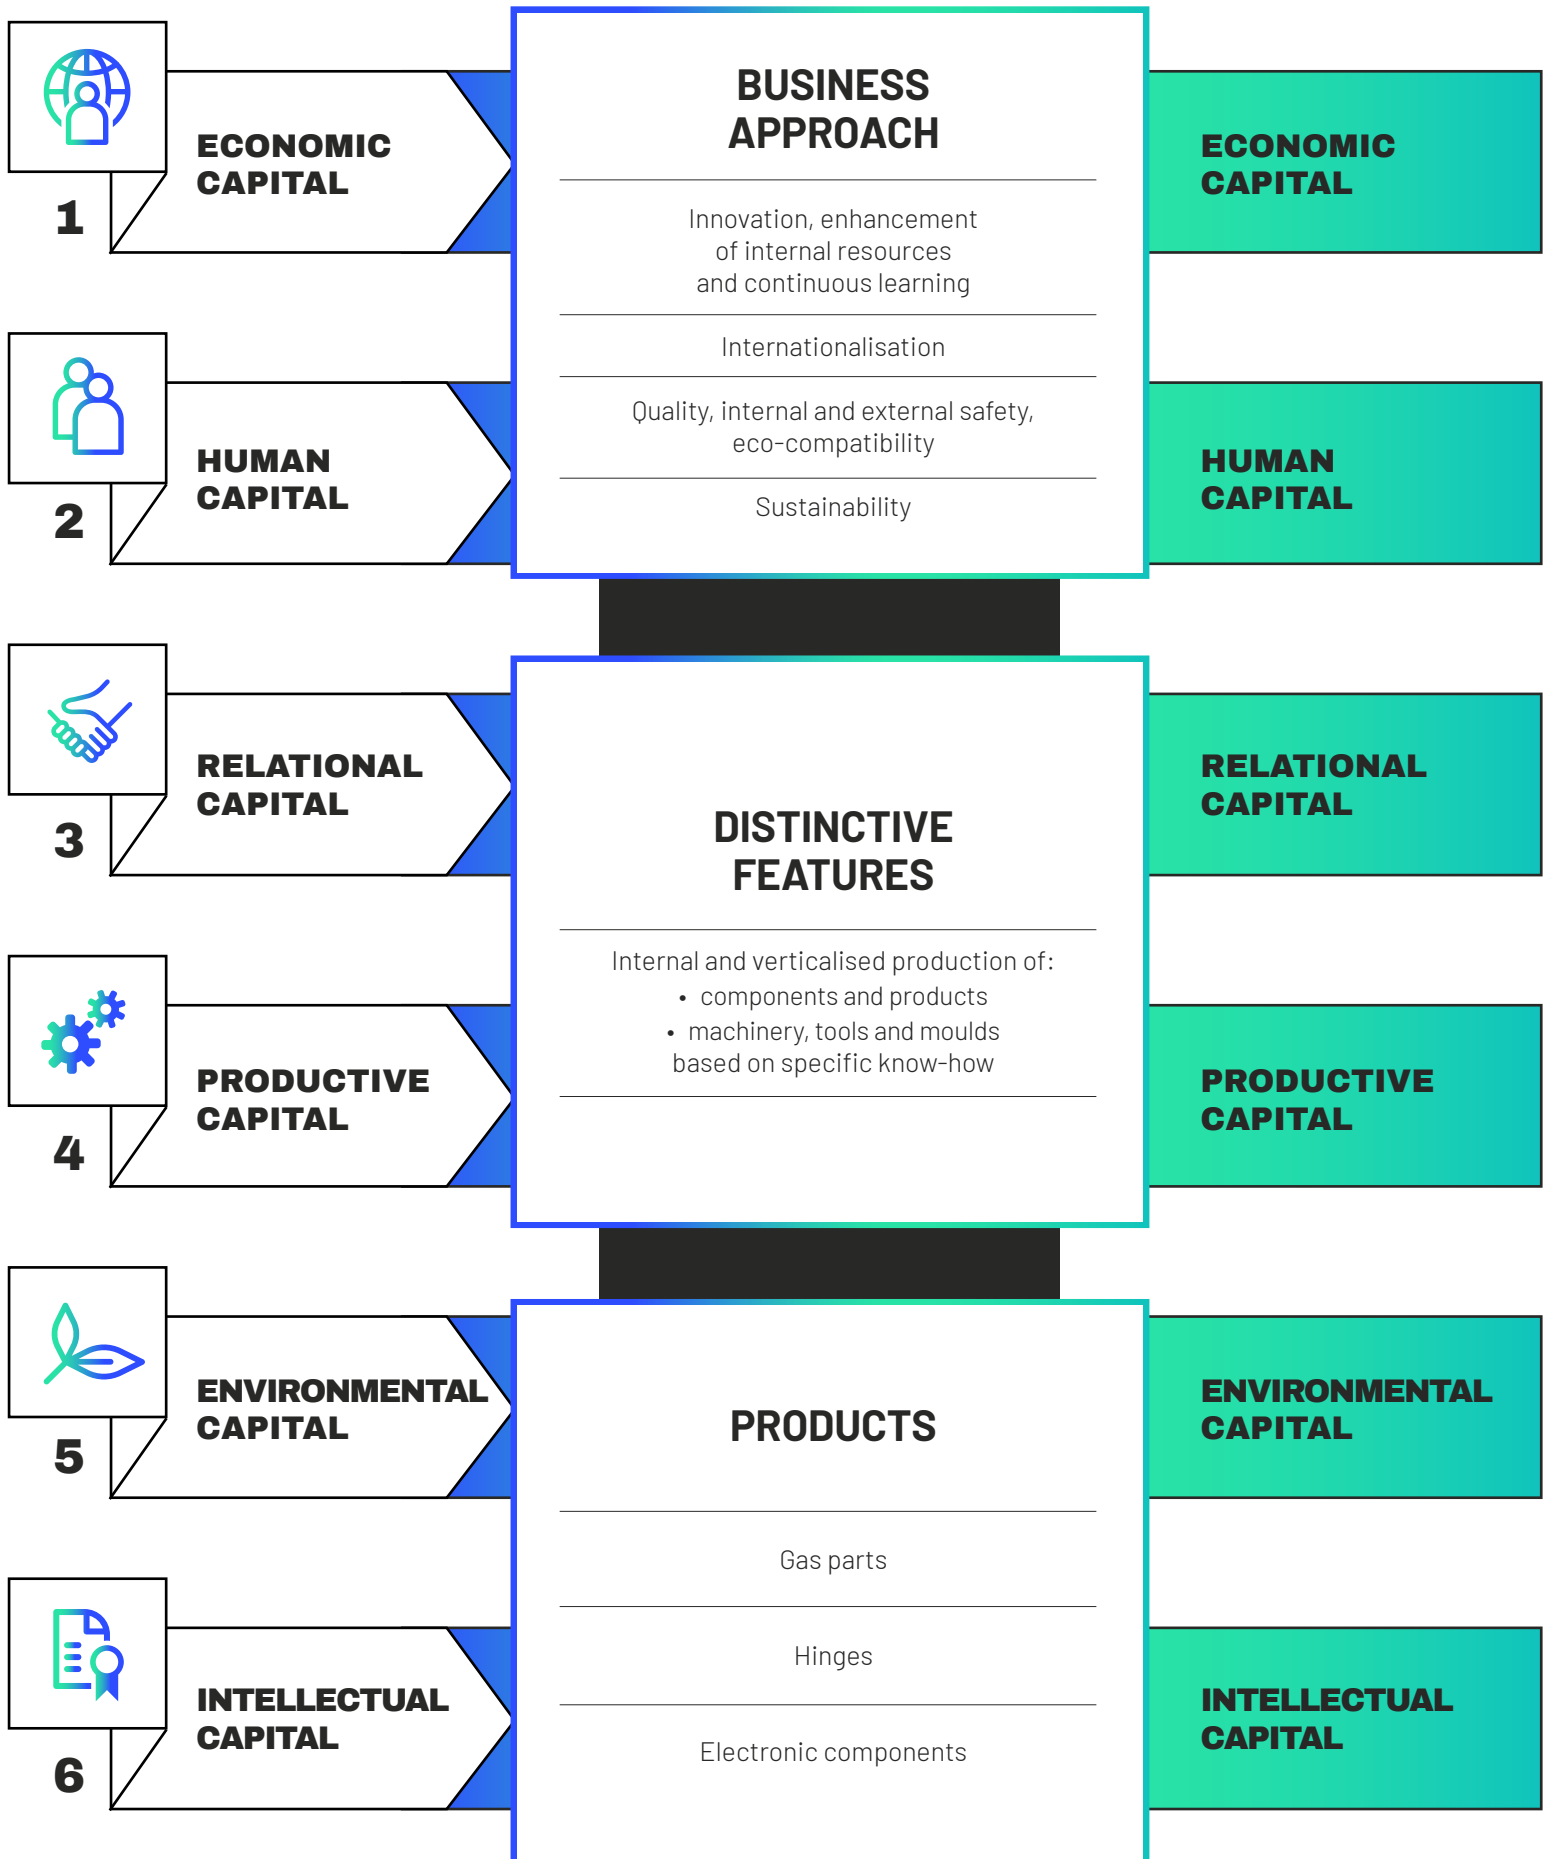 1
ECONOMIC
CAPITAL
2
HUMAN
CAPITAL
3
RELATIONAL
CAPITAL
4
PRODUCTIVE
CAPITAL
5
ENVIRONMENTAL
CAPITAL
6
INTELLECTUAL
CAPITAL
BUSINESS
APPROACH
Innovation, enhancement
of internal resources
and continuous learning
Internationalisation
Quality, internal and external safety,
eco-compatibility
Sustainability
DISTINCTIVE
FEATURES
Internal and verticalised production of:
• components and products
• machinery, tools and moulds
based on specific know-how
PRODUCTS
Gas parts
Hinges
Electronic components
ECONOMIC
CAPITAL
HUMAN
CAPITAL
RELATIONAL
CAPITAL
PRODUCTIVE
CAPITAL
ENVIRONMENTAL
CAPITAL
INTELLECTUAL
CAPITAL